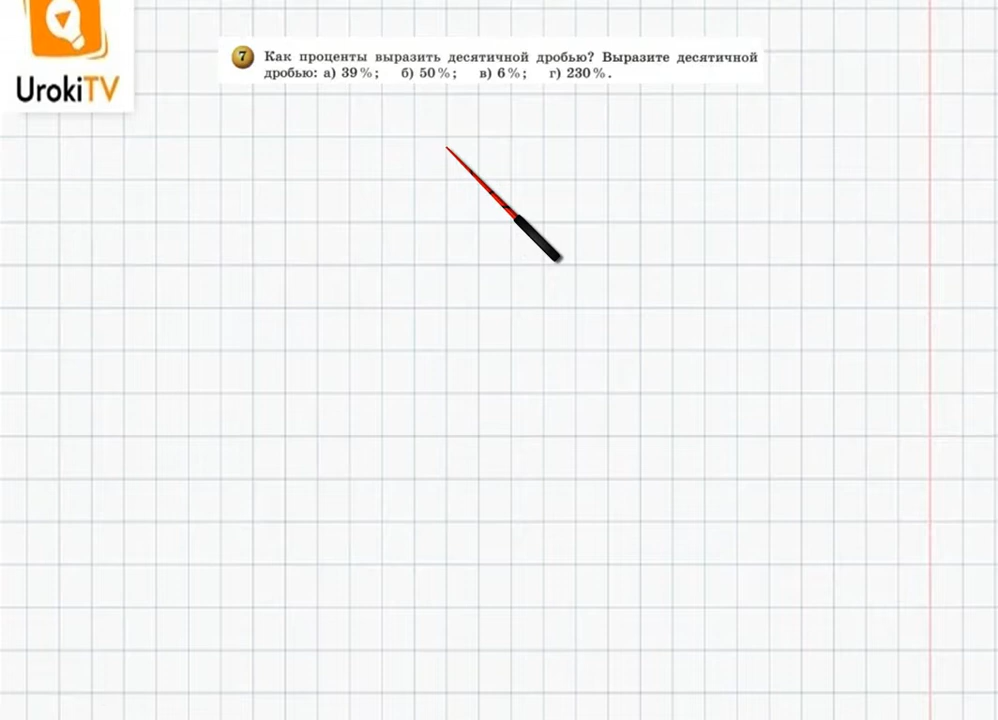 UrokiTV
7 Как проценты выразить десятичной дробью? Выразите десятичной
дробью: а) 39 %; б) 50 %; в) 6 %; г) 230 %.